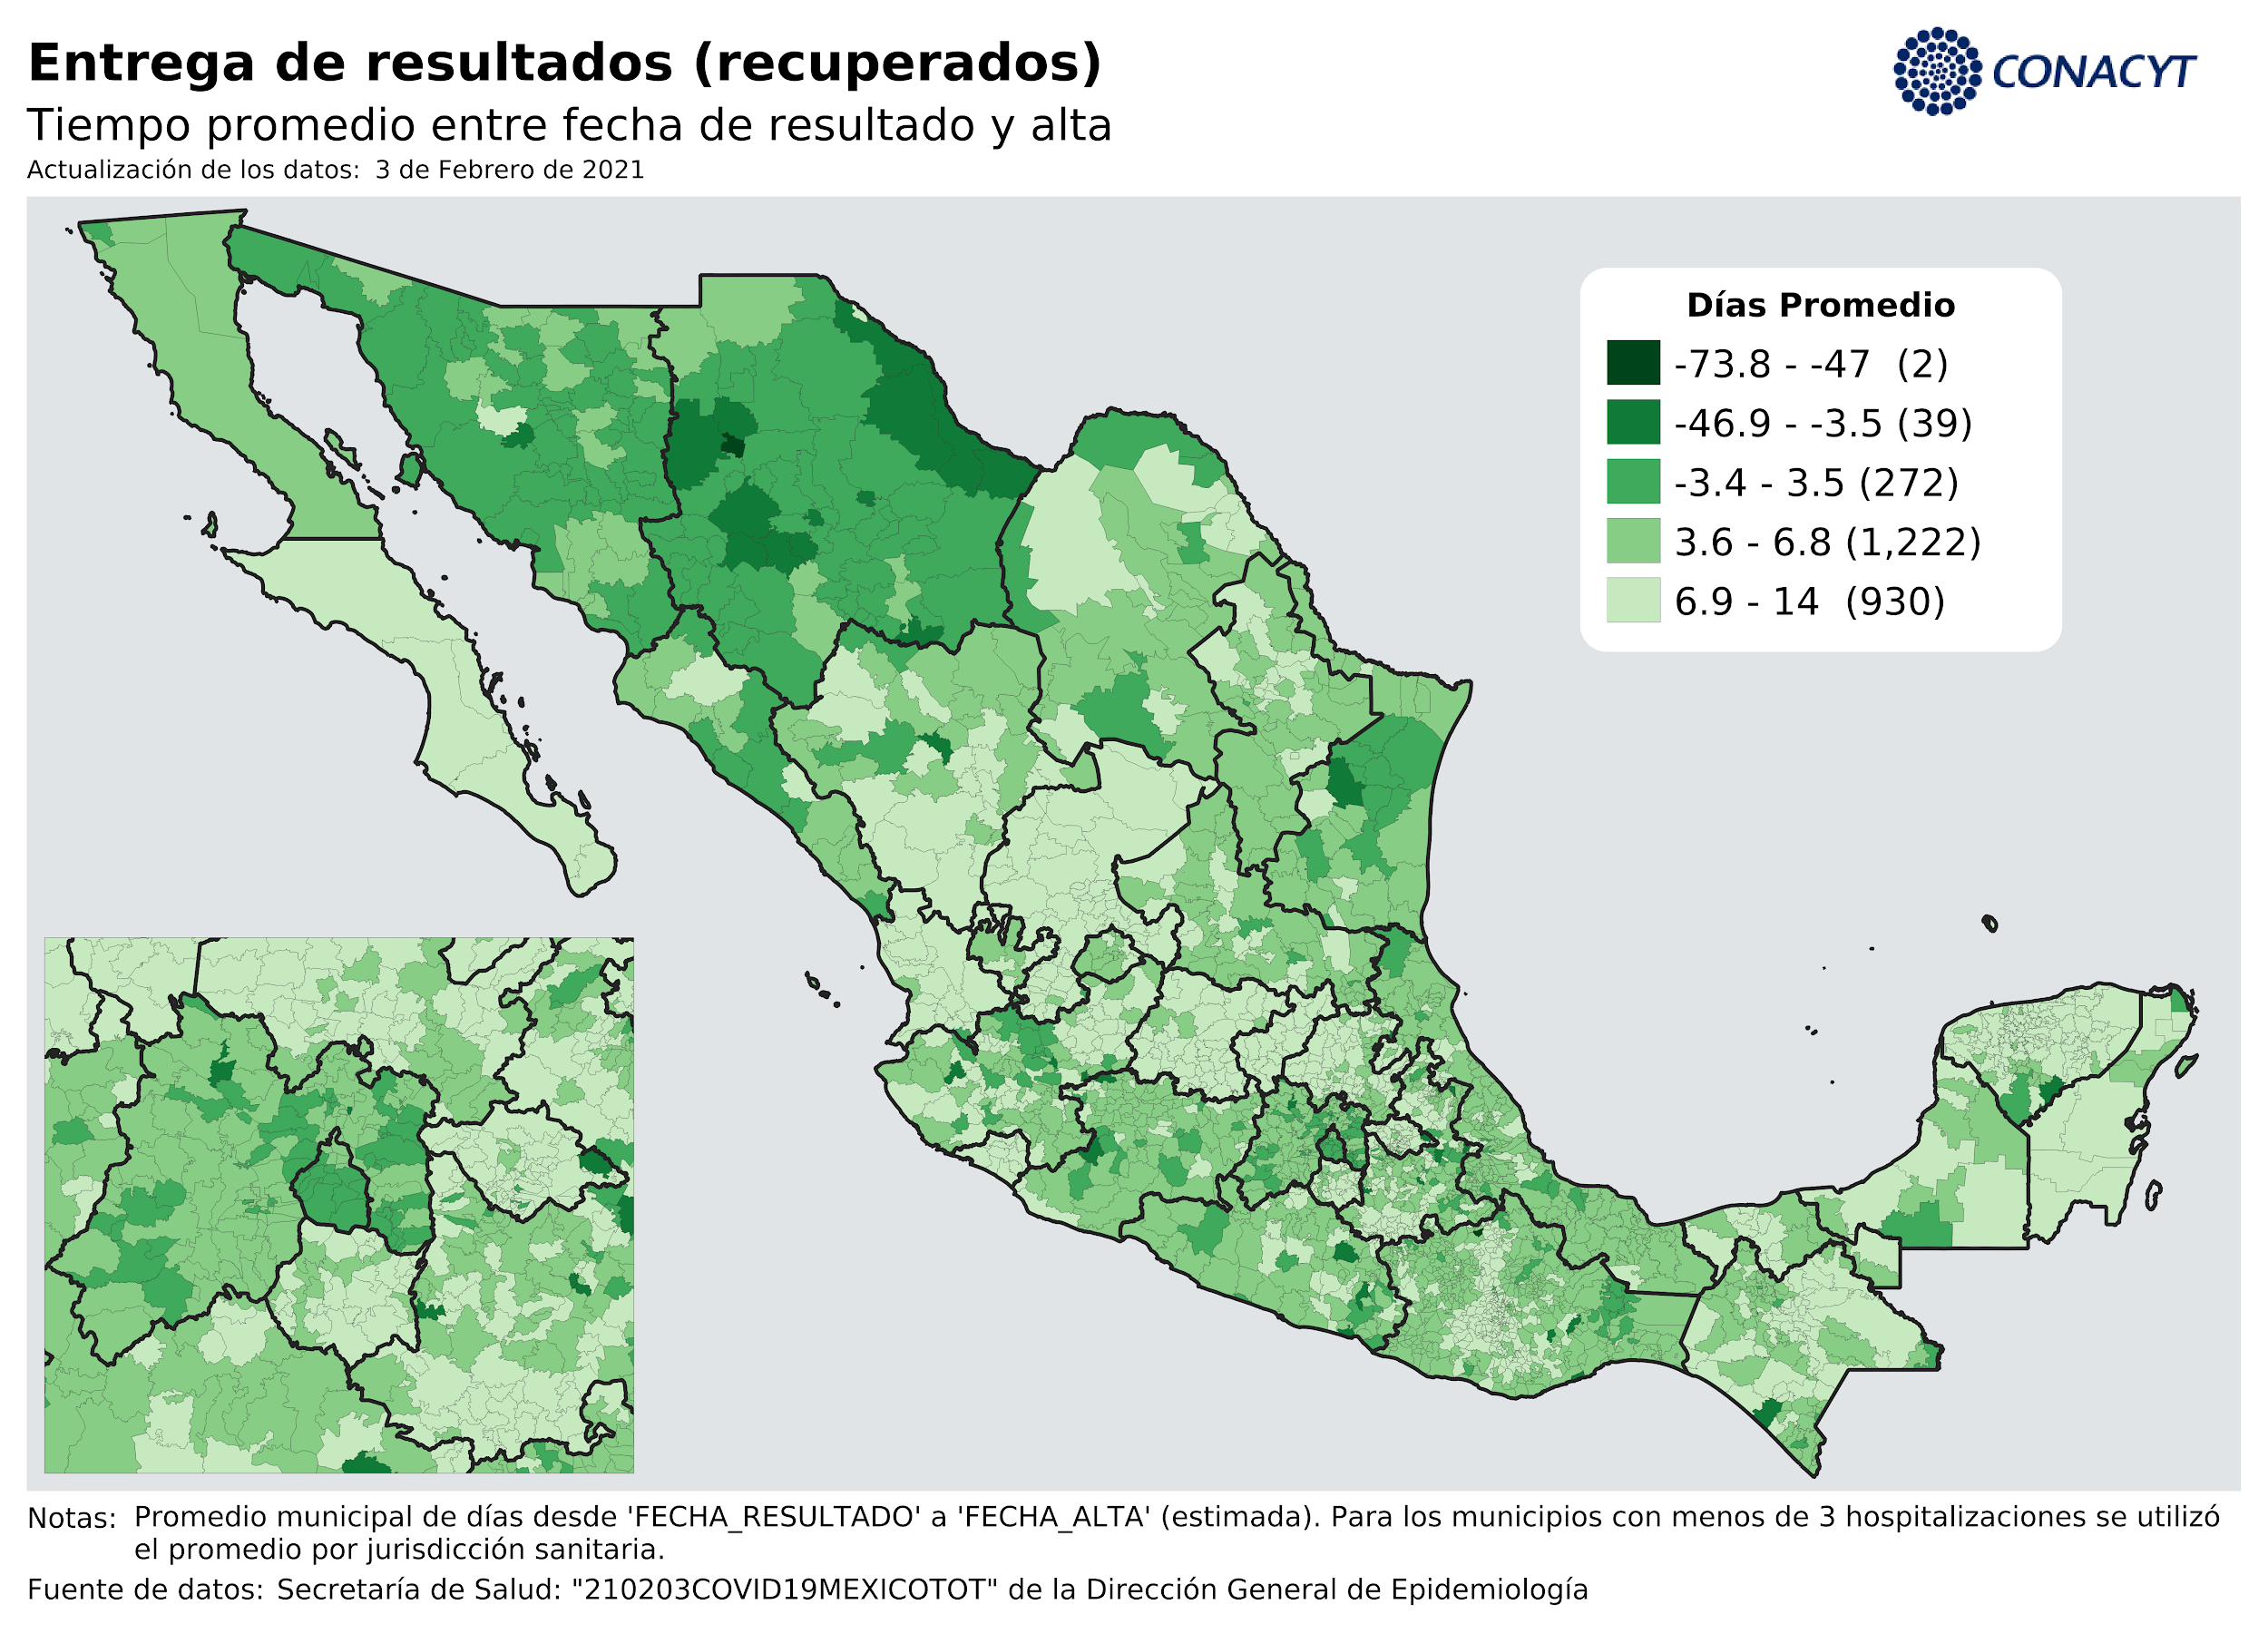 Entrega de resultados (recuperados)
Tiempo promedio entre fecha de resultado y alta
Actualización de los datos:  3 de Febrero de 2021
CONACYT
Días Promedio
-73.8 - -47  (2)
-46.9 - -3.5 (39)
-3.4 - 3.5 (272)
3.6 - 6.8 (1,222)
6.9 - 14  (930)
Notas:  Promedio municipal de días desde 'FECHA_RESULTADO' a 'FECHA_ALTA' (estimada). Para los municipios con menos de 3 hospitalizaciones se utilizó
el promedio por jurisdicción sanitaria.
Fuente de datos:  Secretaría de Salud: "210203COVID19MEXICOTOT" de la Dirección General de Epidemiología